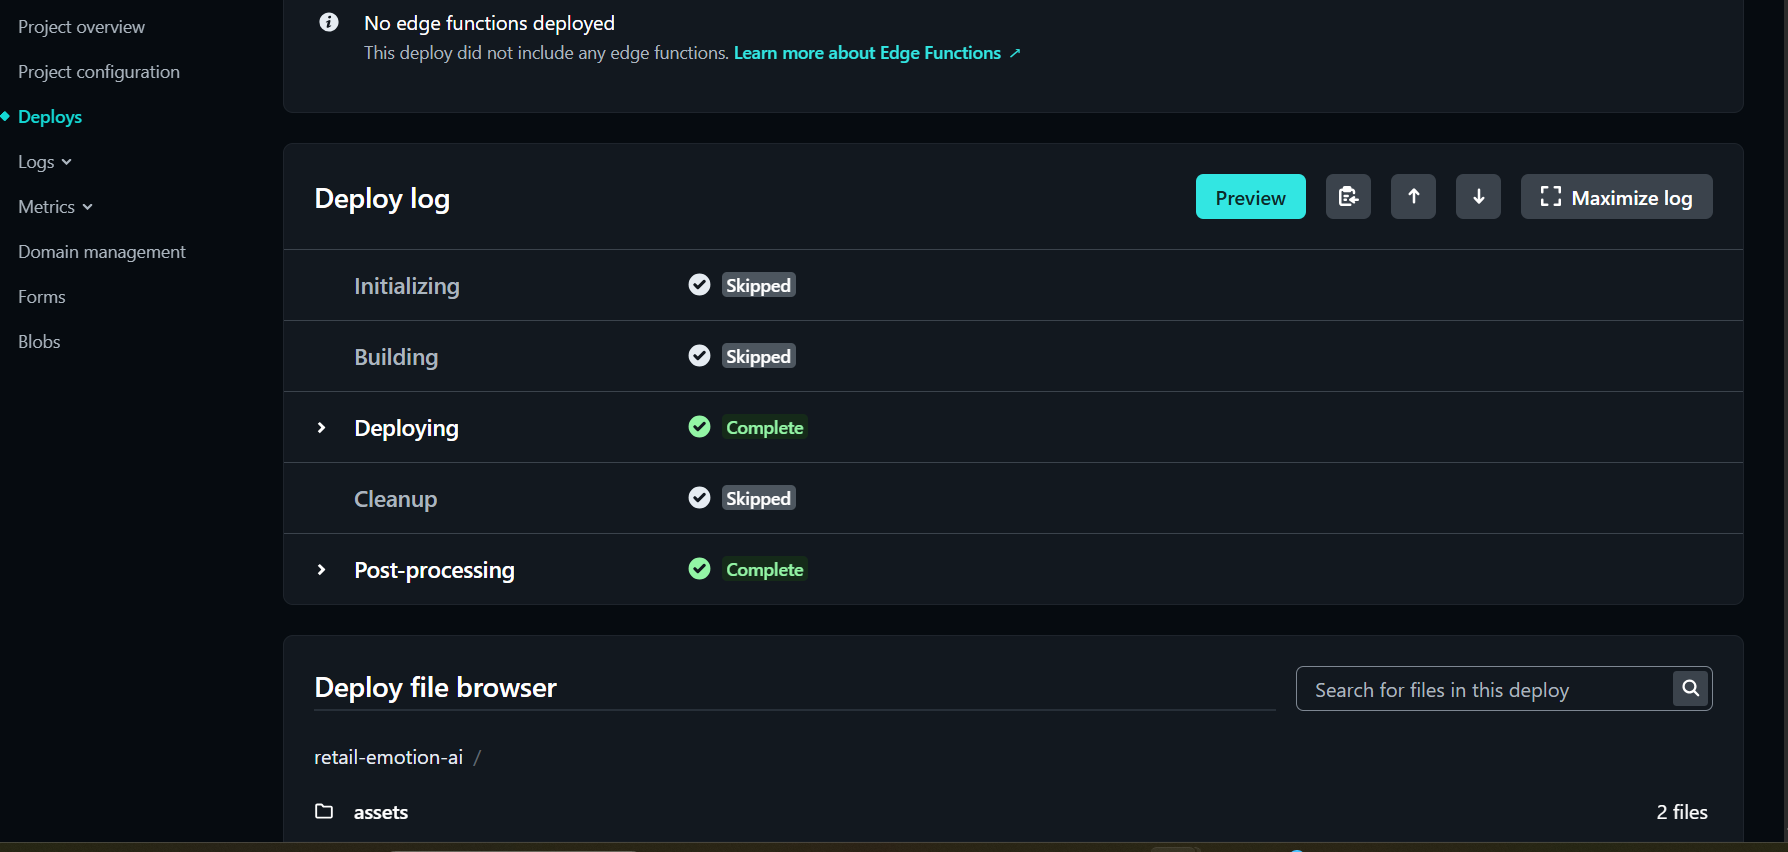 Project overview
Project configuration
Deploys
Logs
Metrics
Domain management
Forms
Blobs
No edge functions deployed
This deploy did not include any edge functions. Learn more about Edge Functions ↗
Deploy log
Preview
Maximize log
Initializing
Skipped
Building
Skipped
Deploying
Complete
Cleanup
Skipped
Post-processing
Complete
Deploy file browser
Search for files in this deploy
retail-emotion-ai /
assets
2 files